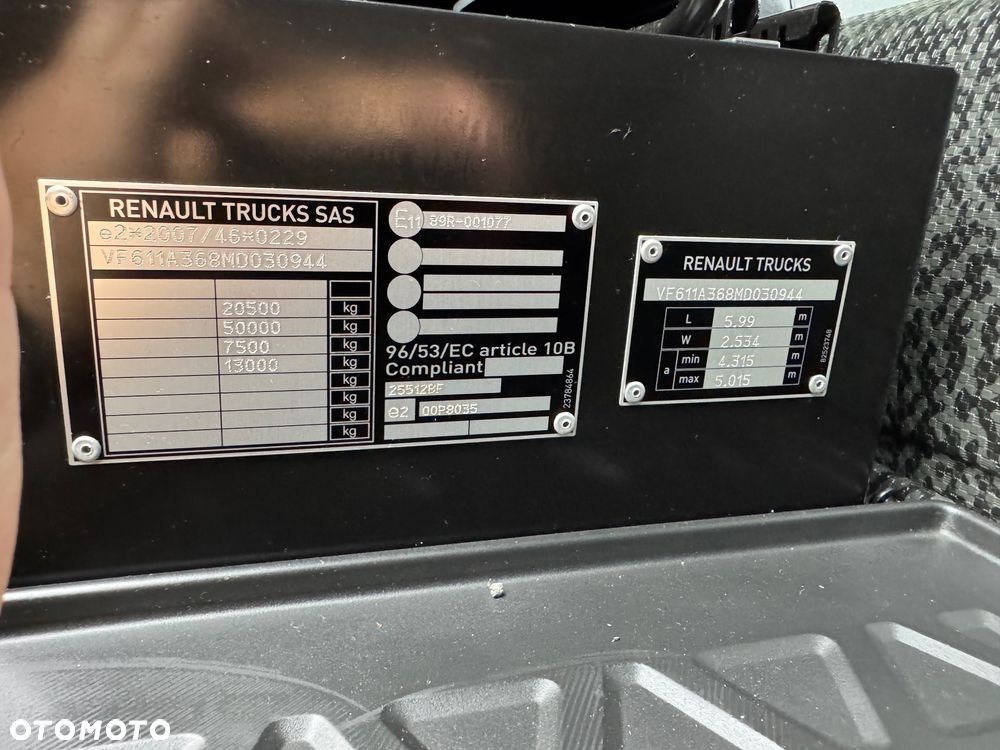 RENAULT TRUCKS SAS
e2*2007/46*0229
VF611A368MD030944
20500 kg
50000 kg
7500 kg
13000 kg
kg
kg
kg
kg
E11 89R-001077
96/53/EC article 10B
Compliant
25512BF
e2 00P9035
23784864
RENAULT TRUCKS
VF611A368MD030944
L 5.99 m
W 2.534 m
a min 4.315 m
max 5.015 m
82523748
OTOMOTO